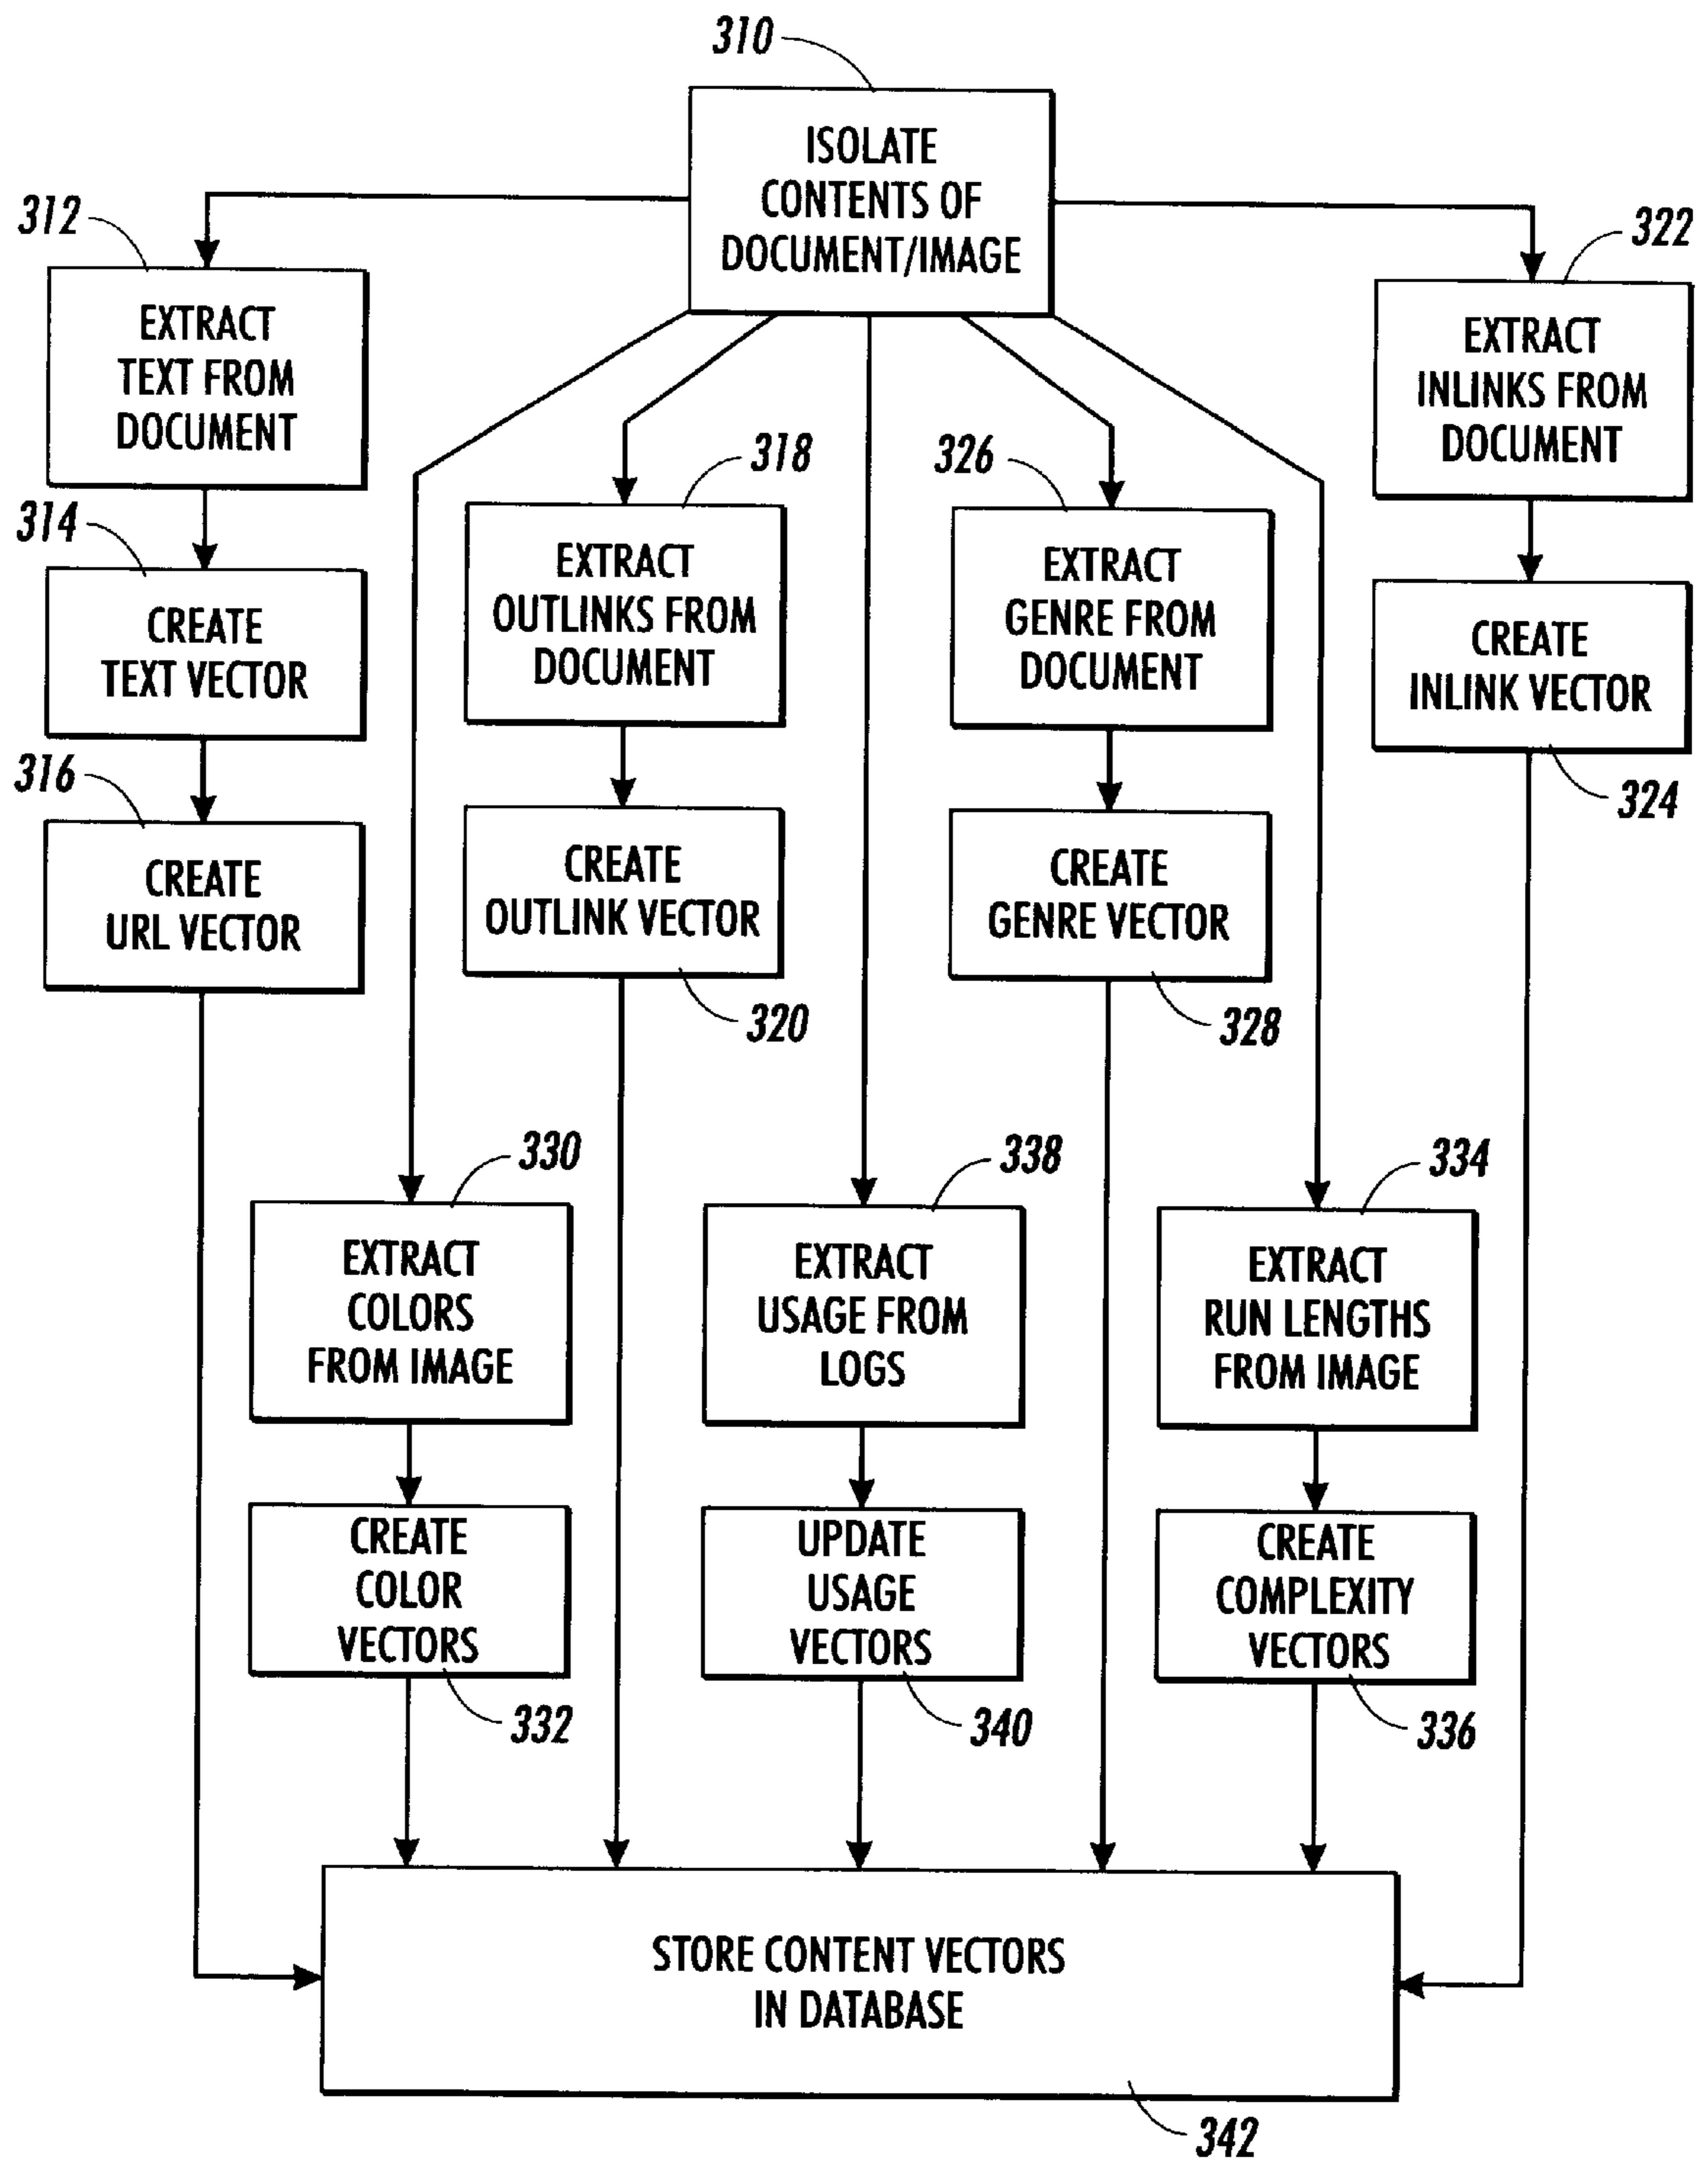 310
ISOLATE
CONTENTS OF
DOCUMENT/IMAGE
312
EXTRACT
TEXT FROM
DOCUMENT
322
EXTRACT
INLINKS FROM
DOCUMENT
318
EXTRACT
OUTLINKS FROM
DOCUMENT
326
EXTRACT
GENRE FROM
DOCUMENT
314
CREATE
TEXT VECTOR
CREATE
INLINK VECTOR
324
316
CREATE
URL VECTOR
CREATE
OUTLINK VECTOR
320
CREATE
GENRE VECTOR
328
330
EXTRACT
COLORS
FROM IMAGE
338
EXTRACT
USAGE FROM
LOGS
334
EXTRACT
RUN LENGTHS
FROM IMAGE
CREATE
COLOR
VECTORS
332
UPDATE
USAGE
VECTORS
340
CREATE
COMPLEXITY
VECTORS
336
STORE CONTENT VECTORS
IN DATABASE
342